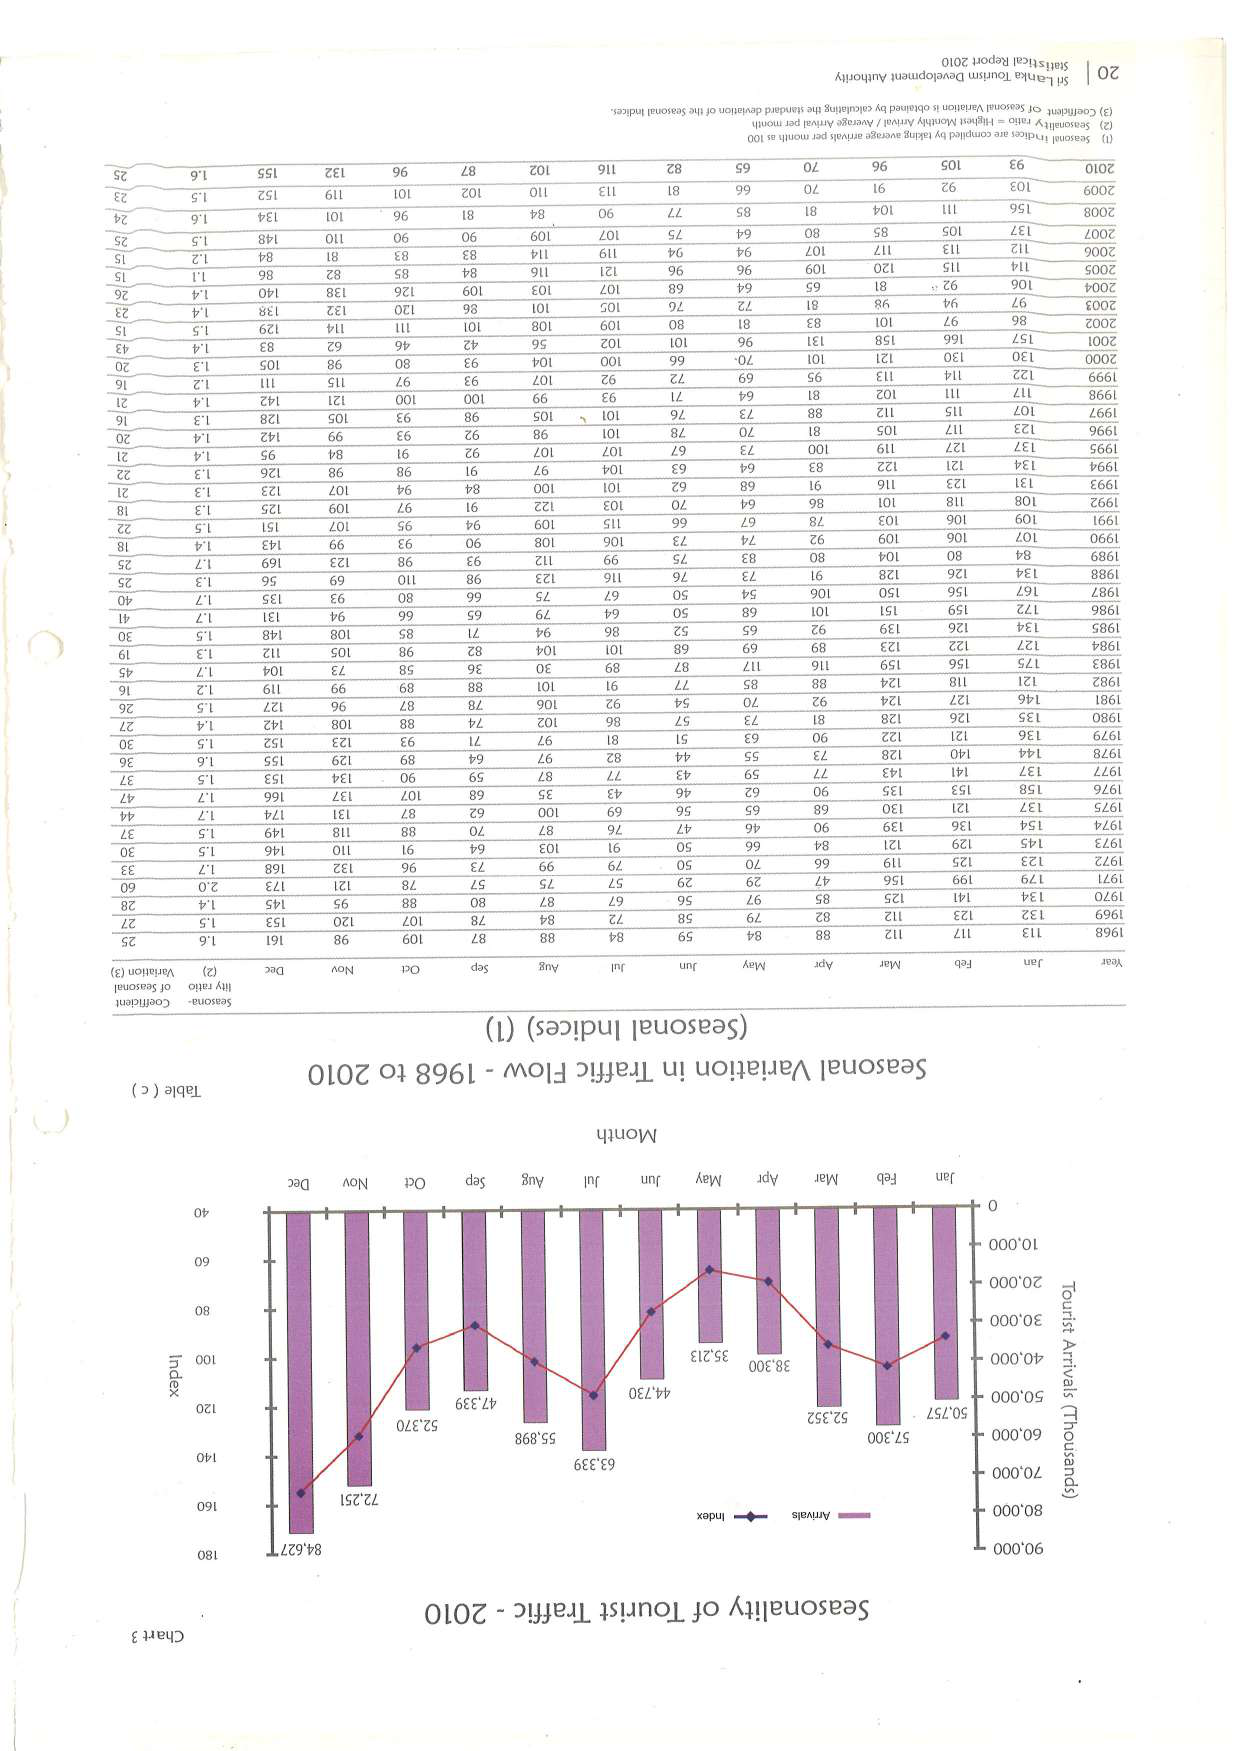 Chart 3
Seasonality of Tourist Traffic - 2010
90,000
80,000
70,000
60,000
50,000
40,000
30,000
20,000
10,000
0
Tourist Arrivals (Thousands)
Arrivals
Index
50,757
57,300
52,352
38,300
35,213
44,730
63,339
55,898
47,339
52,370
72,251
84,627
180
160
140
120
100
80
60
40
Index
Jan Feb Mar Apr May Jun Jul Aug Sep Oct Nov Dec
Month
Table ( c )
Seasonal Variation in Traffic Flow - 1968 to 2010
(Seasonal Indices) (1)
Year Jan Feb Mar Apr May Jun Jul Aug Sep Oct Nov Dec Seasona-lity ratio (2) Coefficient of Seasonal Variation (3)
1968 113 117 112 88 84 59 84 88 87 109 98 161 1.6 25
1969 132 123 112 82 79 58 72 84 78 107 120 153 1.5 27
1970 134 141 125 85 97 56 67 87 80 88 95 145 1.4 28
1971 179 199 156 47 29 29 57 75 57 78 121 173 2.0 60
1972 123 125 119 66 70 50 79 99 73 96 132 168 1.7 33
1973 145 129 121 84 66 50 91 103 64 91 110 146 1.5 30
1974 154 136 139 90 46 47 76 87 70 88 118 149 1.5 37
1975 137 121 130 68 65 56 69 100 62 87 131 174 1.7 44
1976 158 153 135 90 62 46 43 35 68 107 137 166 1.7 47
1977 137 141 143 77 59 43 77 87 59 90 134 153 1.5 37
1978 144 140 128 73 55 44 82 97 64 89 129 155 1.6 36
1979 136 121 122 90 63 51 81 97 71 93 123 152 1.5 30
1980 135 126 128 81 73 57 86 102 74 88 108 142 1.4 27
1981 146 127 124 92 70 54 92 106 78 87 96 127 1.5 26
1982 121 118 124 88 85 77 91 101 88 89 99 119 1.2 16
1983 175 156 159 116 117 87 89 30 36 58 73 104 1.7 45
1984 127 122 123 89 69 68 101 104 82 98 105 112 1.3 19
1985 134 126 139 92 65 52 86 94 71 85 108 148 1.5 30
1986 172 159 151 101 68 50 64 79 65 66 94 131 1.7 41
1987 167 156 150 106 54 50 67 75 66 80 93 135 1.7 40
1988 134 126 128 91 73 76 116 123 98 110 69 56 1.3 25
1989 84 80 104 80 83 75 99 112 93 98 123 169 1.7 25
1990 107 106 109 92 74 73 106 108 90 93 99 143 1.4 18
1991 109 106 103 78 67 66 115 109 94 95 107 151 1.5 22
1992 108 118 101 86 64 70 103 122 91 97 109 125 1.3 18
1993 131 123 116 91 68 62 101 100 84 94 107 123 1.3 21
1994 134 121 122 83 64 63 104 97 91 98 98 126 1.3 22
1995 137 127 119 100 73 67 107 107 92 91 84 95 1.4 21
1996 123 117 105 81 70 78 101 98 92 93 99 142 1.4 20
1997 107 115 112 88 73 76 101 105 98 93 105 128 1.3 16
1998 117 111 102 81 64 71 93 99 100 100 121 142 1.4 21
1999 122 114 113 95 69 72 92 107 93 97 115 111 1.2 16
2000 130 130 121 101 70 66 100 104 93 80 98 105 1.3 20
2001 157 166 158 131 96 101 102 56 42 46 62 83 1.4 43
2002 86 97 101 83 81 80 109 108 101 111 114 129 1.5 15
2003 97 94 98 81 72 76 105 101 86 120 132 138 1.4 23
2004 106 92 81 65 64 68 107 103 109 126 138 140 1.4 26
2005 114 115 120 109 96 96 121 116 84 85 82 86 1.1 15
2006 112 113 117 107 94 94 119 114 83 83 81 84 1.2 15
2007 137 105 85 80 64 75 107 109 90 90 110 148 1.5 25
2008 156 111 104 81 85 77 90 84 81 96 101 134 1.6 24
2009 103 92 91 70 66 81 113 110 102 101 119 152 1.5 23
2010 93 105 96 70 65 82 116 102 87 96 132 155 1.6 25
(1) Seasonal indices are compiled by taking average arrivals per month as 100
(2) Seasonality ratio = Highest Monthly Arrival / Average Arrival per month
(3) Coefficient of Seasonal Variation is obtained by calculating the standard deviation of the Seasonal Indices.
20 | Sri Lanka Tourism Development Authority
Statistical Report 2010